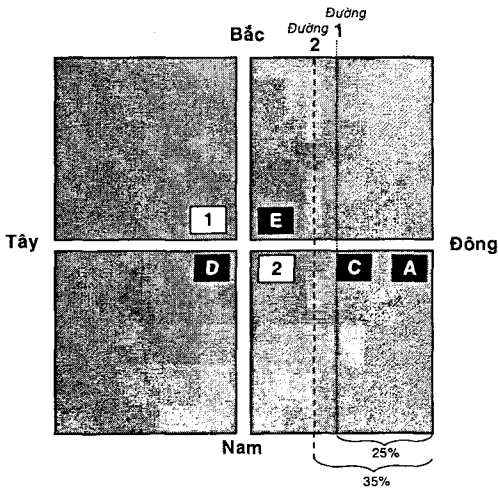 Đường
Bắc Đường 1
2
1 E
Tây Đông
D 2 C A
Nam
25%
35%